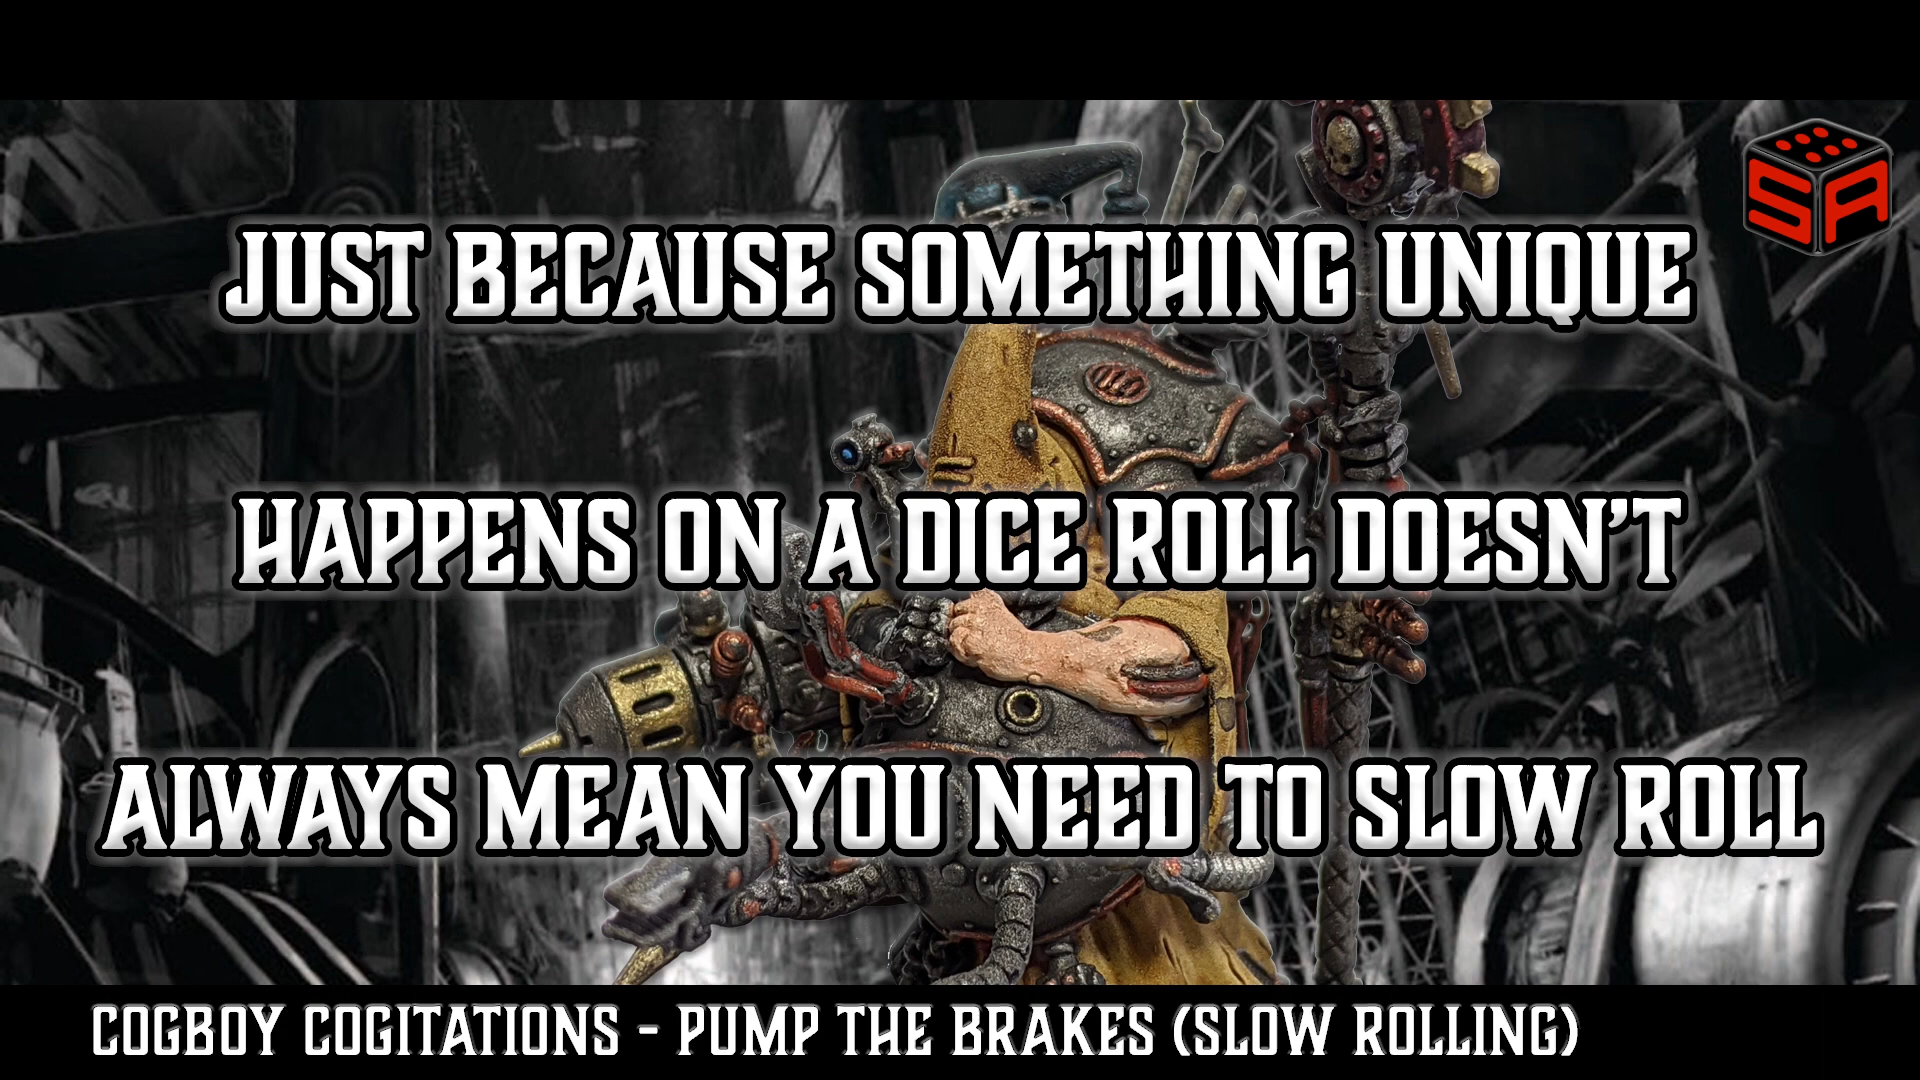 SA
JUST BECAUSE SOMETHING UNIQUE
HAPPENS ON A DICE ROLL DOESN'T
ALWAYS MEAN YOU NEED TO SLOW ROLL
COGBOY COGITATIONS - PUMP THE BRAKES (SLOW ROLLING)